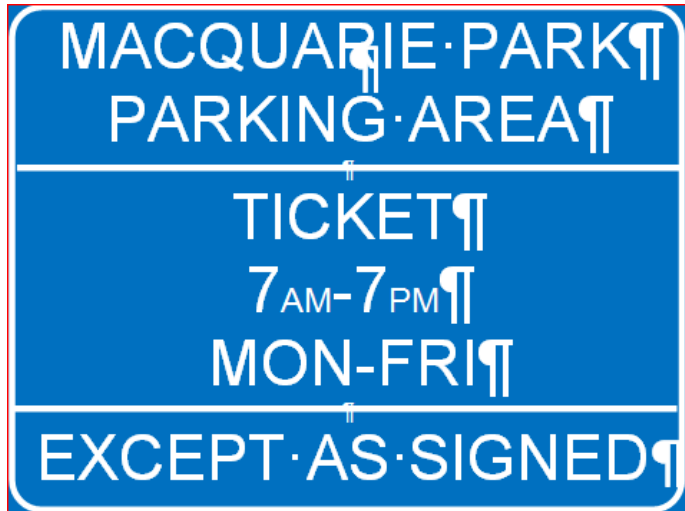 MACQUARIE·PARK¶
¶
PARKING·AREA¶
¶
TICKET¶
7AM-7PM¶
MON-FRI¶
¶
EXCEPT·AS·SIGNED¶